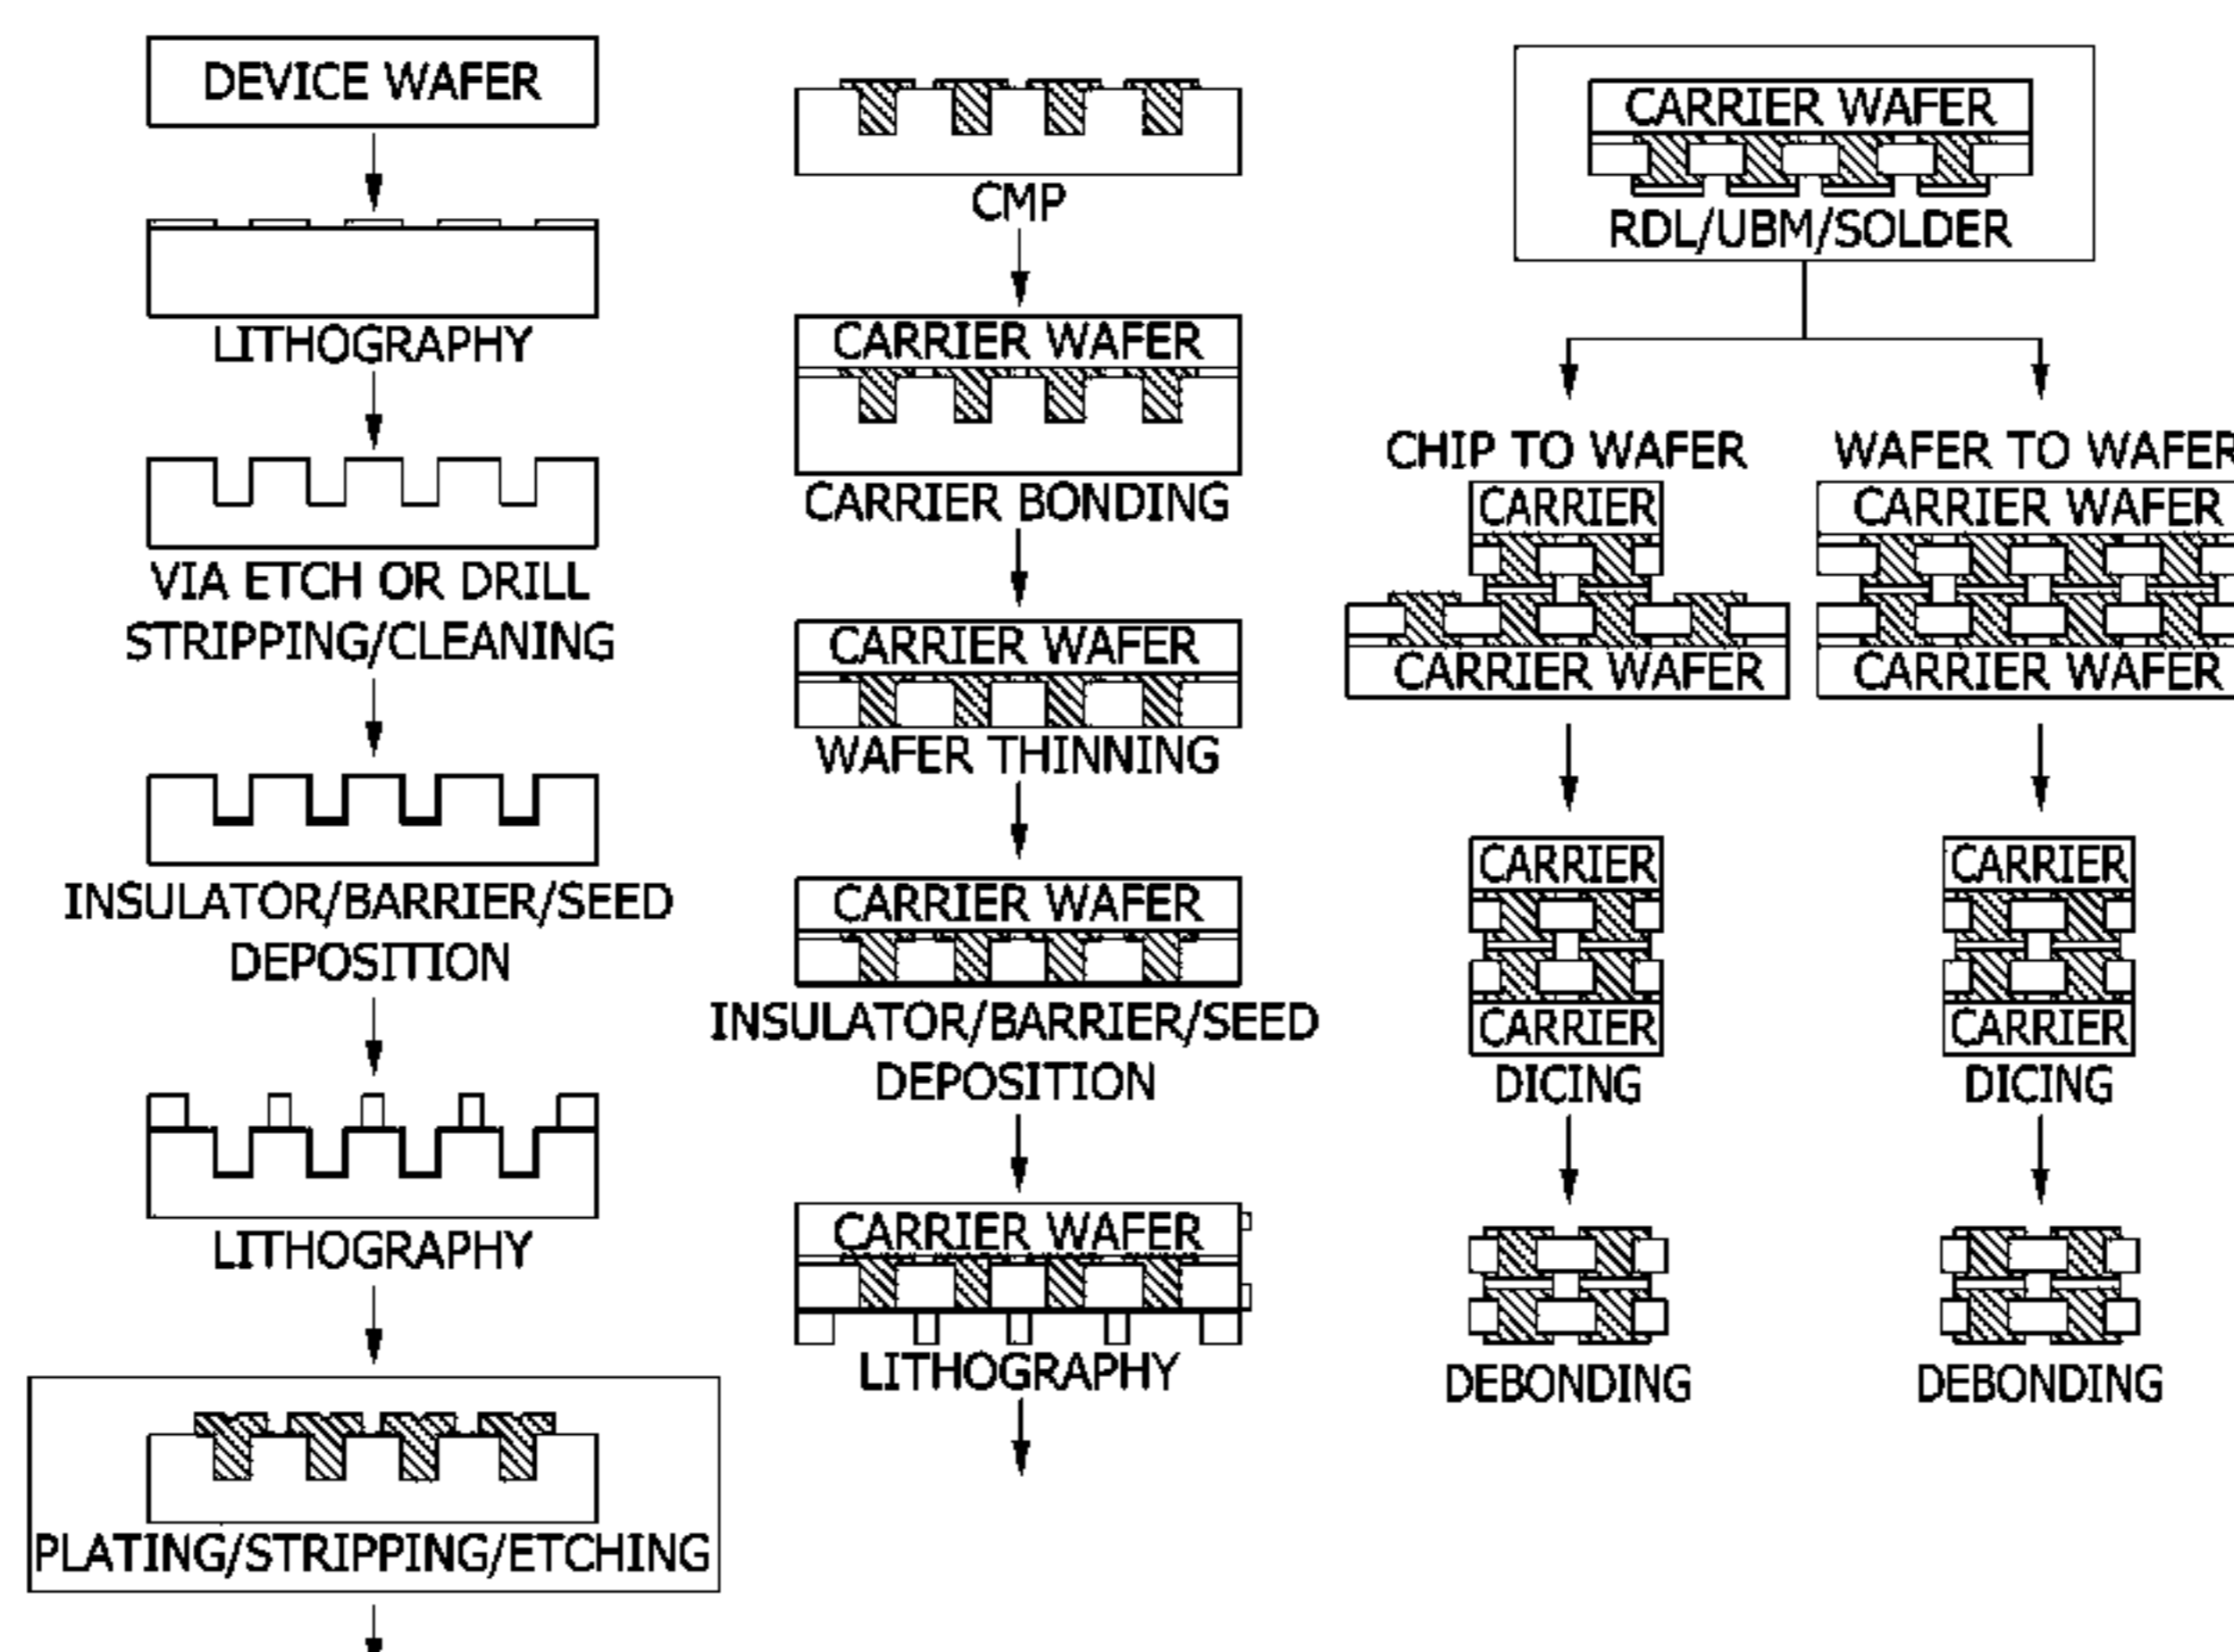 DEVICE WAFER
LITHOGRAPHY
VIA ETCH OR DRILL
STRIPPING/CLEANING
INSULATOR/BARRIER/SEED
DEPOSITION
LITHOGRAPHY
PLATING/STRIPPING/ETCHING
CMP
CARRIER WAFER
CARRIER BONDING
CARRIER WAFER
WAFER THINNING
CARRIER WAFER
INSULATOR/BARRIER/SEED
DEPOSITION
CARRIER WAFER
LITHOGRAPHY
CARRIER WAFER
RDL/UBM/SOLDER
CHIP TO WAFER
CARRIER
CARRIER WAFER
CARRIER
CARRIER
DICING
DEBONDING
WAFER TO WAFER
CARRIER WAFER
CARRIER WAFER
CARRIER
CARRIER
DICING
DEBONDING